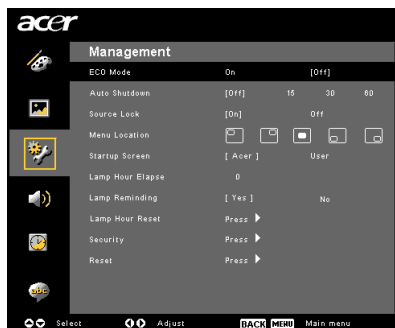 acer
Management
ECO Mode On [Off]
Auto Shutdown [Off] 15 30 60
Source Lock [On] Off
Menu Location
Startup Screen [ Acer ] User
Lamp Hour Elapse 0
Lamp Reminding [ Yes ] No
Lamp Hour Reset Press
Security Press
Reset Press
abc
Select Adjust BACK MENU Main menu